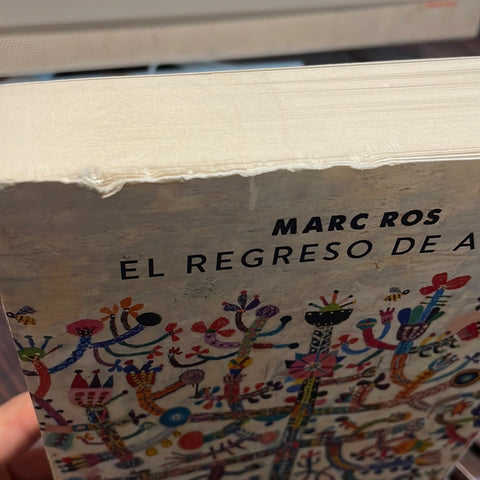 MARC ROS
EL REGRESO DE A